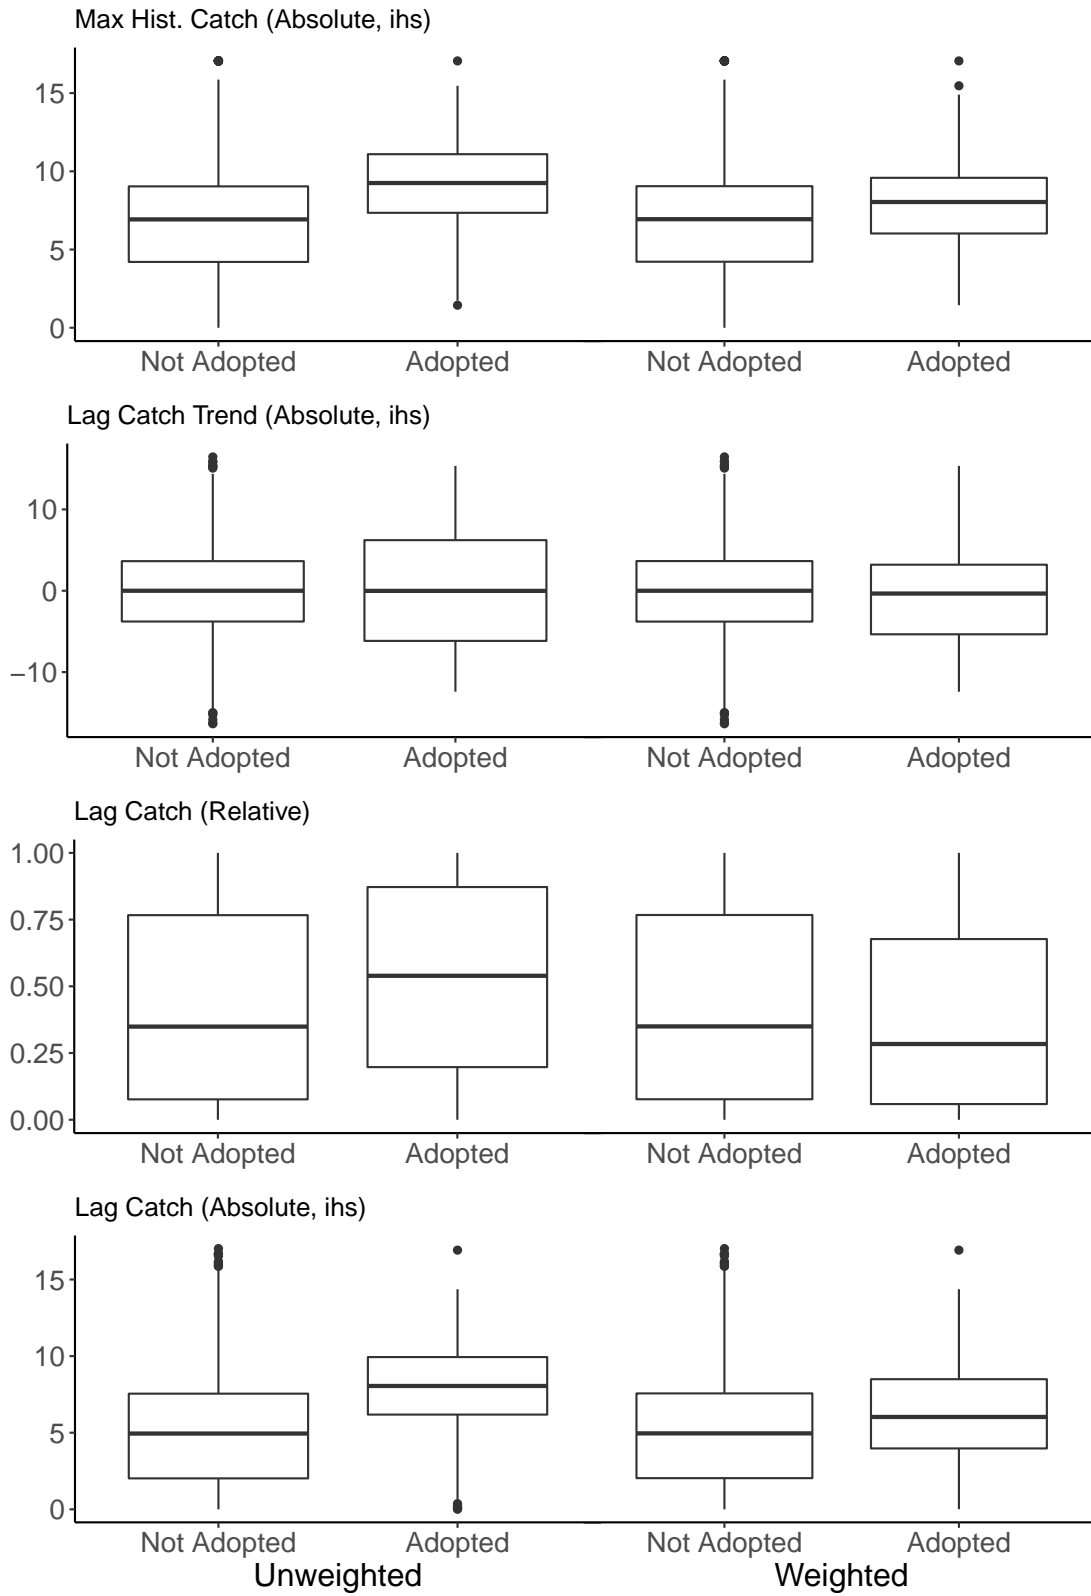 Max Hist. Catch (Absolute, ihs)
15
10
5
0
Not Adopted Adopted Not Adopted Adopted
Lag Catch Trend (Absolute, ihs)
10
0
−10
Not Adopted Adopted Not Adopted Adopted
Lag Catch (Relative)
1.00
0.75
0.50
0.25
0.00
Not Adopted Adopted Not Adopted Adopted
Lag Catch (Absolute, ihs)
15
10
5
0
Not Adopted Adopted Not Adopted Adopted
Unweighted Weighted